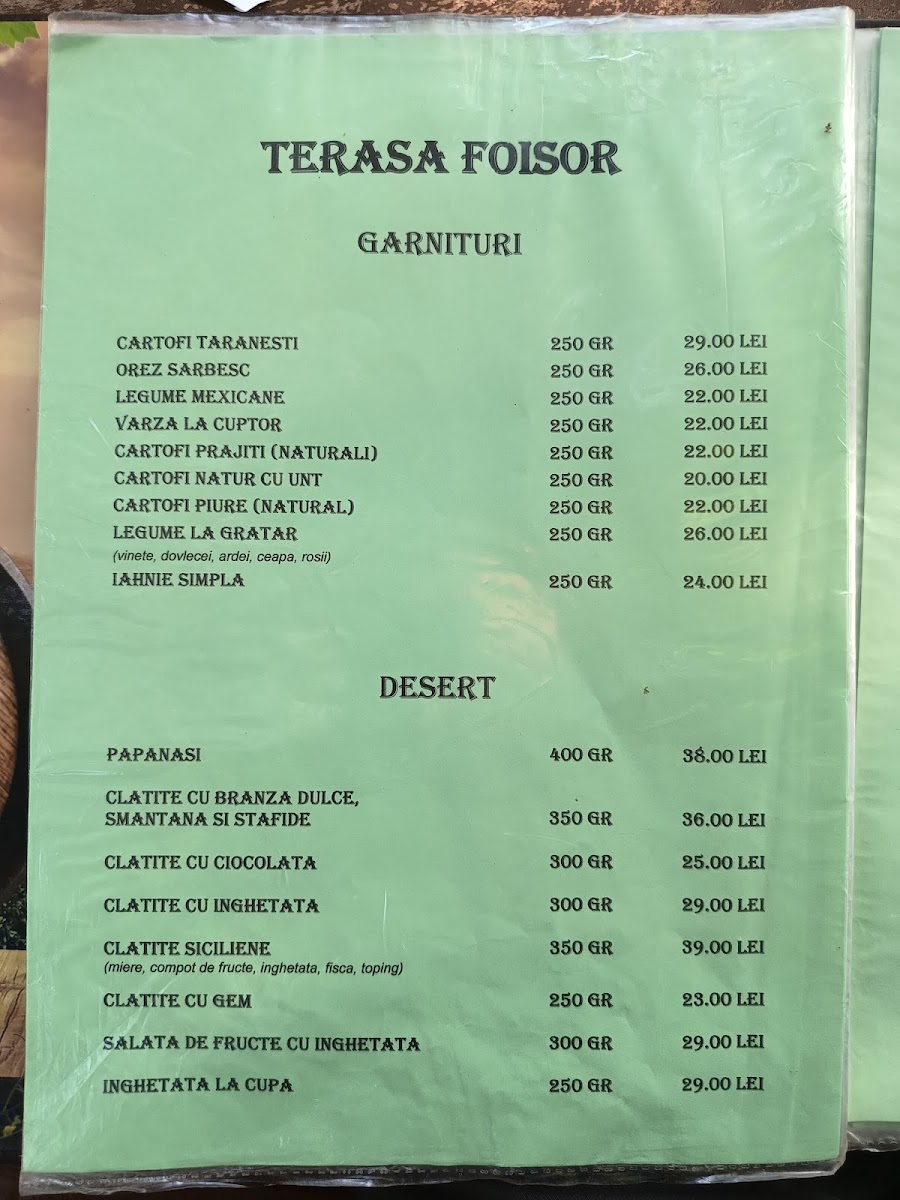 TERASA FOISOR
GARNITURI
CARTOFI TARANESTI 250 GR 29.00 LEI
OREZ SARBESC 250 GR 26.00 LEI
LEGUME MEXICANE 250 GR 22.00 LEI
VARZA LA CUPTOR 250 GR 22.00 LEI
CARTOFI PRAJITI (NATURALI) 250 GR 22.00 LEI
CARTOFI NATUR CU UNT 250 GR 20.00 LEI
CARTOFI PIURE (NATURAL) 250 GR 22.00 LEI
LEGUME LA GRATAR 250 GR 26.00 LEI
(vinete, dovlecei, ardei, ceapa, rosii)
IAHNIE SIMPLA 250 GR 24.00 LEI
DESERT
PAPANASI 400 GR 38.00 LEI
CLATITE CU BRANZA DULCE,
SMANTANA SI STAFIDE 350 GR 36.00 LEI
CLATITE CU CIOCOLATA 300 GR 25.00 LEI
CLATITE CU INGHETATA 300 GR 29.00 LEI
CLATITE SICILIENE 350 GR 39.00 LEI
(miere, compot de fructe, inghetata, fisca, toping)
CLATITE CU GEM 250 GR 23.00 LEI
SALATA DE FRUCTE CU INGHETATA 300 GR 29.00 LEI
INGHETATA LA CUPA 250 GR 29.00 LEI